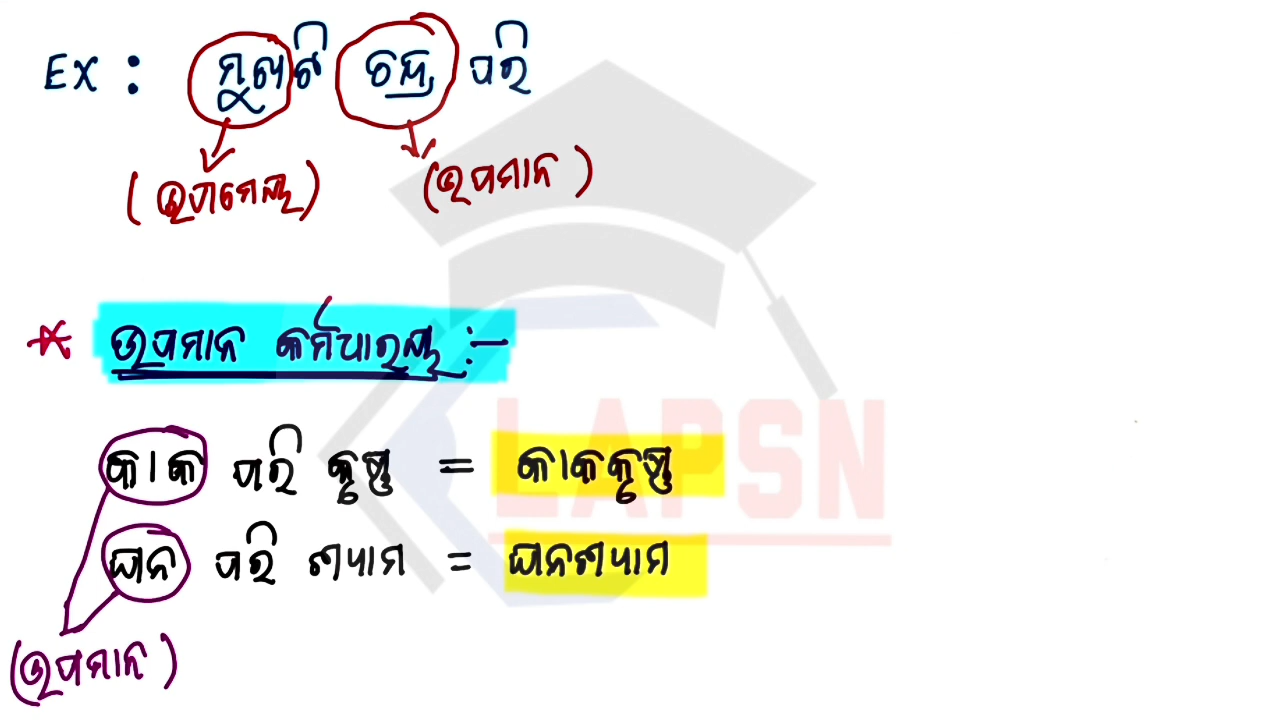 EX : ମୁଖଟି ଚନ୍ଦ୍ର ପରି
(ଉପମେୟ) (ଉପମାନ)
* ଉପମାନ କର୍ମଧାରୟ :-
କାକ ପରି କୃଷ୍ଣ = କାକକୃଷ୍ଣ
ଘନ ପରି ଶ୍ୟାମ = ଘନଶ୍ୟାମ
(ଉପମାନ)
LAPSN